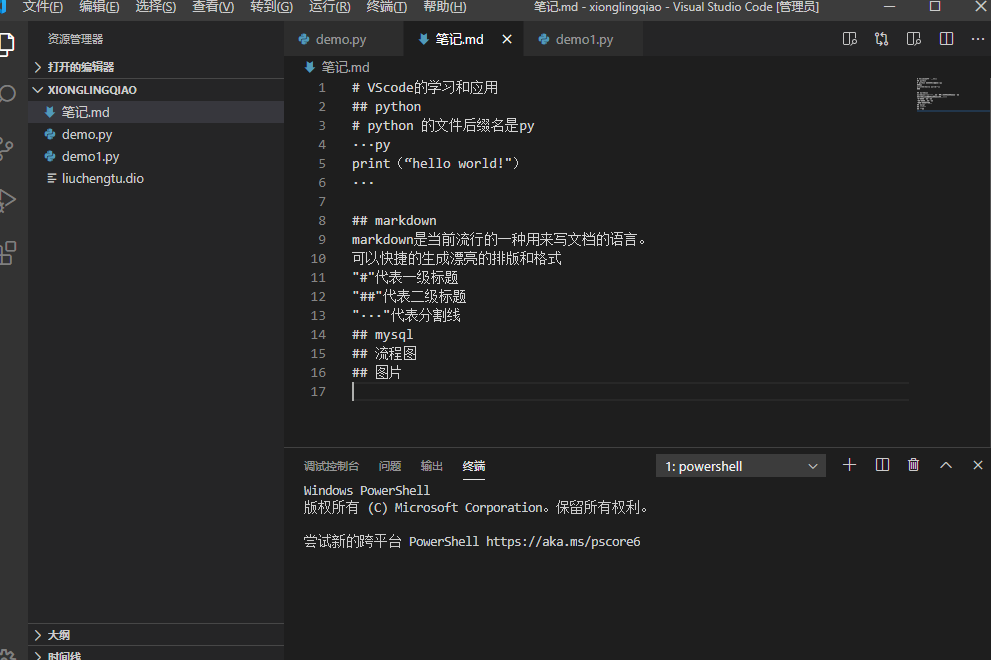 文件(F) 编辑(E) 选择(S) 查看(V) 转到(G) 运行(R) 终端(T) 帮助(H) 笔记.md - xionglingqiao - Visual Studio Code [管理员]
资源管理器
打开的编辑器
XIONGLINGQIAO
笔记.md
demo.py
demo1.py
liuchengtu.dio
大纲
时间线
demo.py 笔记.md demo1.py
笔记.md
1 # VScode的学习和应用
2 ## python
3 # python 的文件后缀名是py
4 ···py
5 print（“hello world!"）
6 ···
7
8 ## markdown
9 markdown是当前流行的一种用来写文档的语言。
10 可以快捷的生成漂亮的排版和格式
11 "#"代表一级标题
12 "##"代表二级标题
13 "···"代表分割线
14 ## mysql
15 ## 流程图
16 ## 图片
17
调试控制台 问题 输出 终端 1: powershell
Windows PowerShell
版权所有 (C) Microsoft Corporation。保留所有权利。
尝试新的跨平台 PowerShell https://aka.ms/pscore6